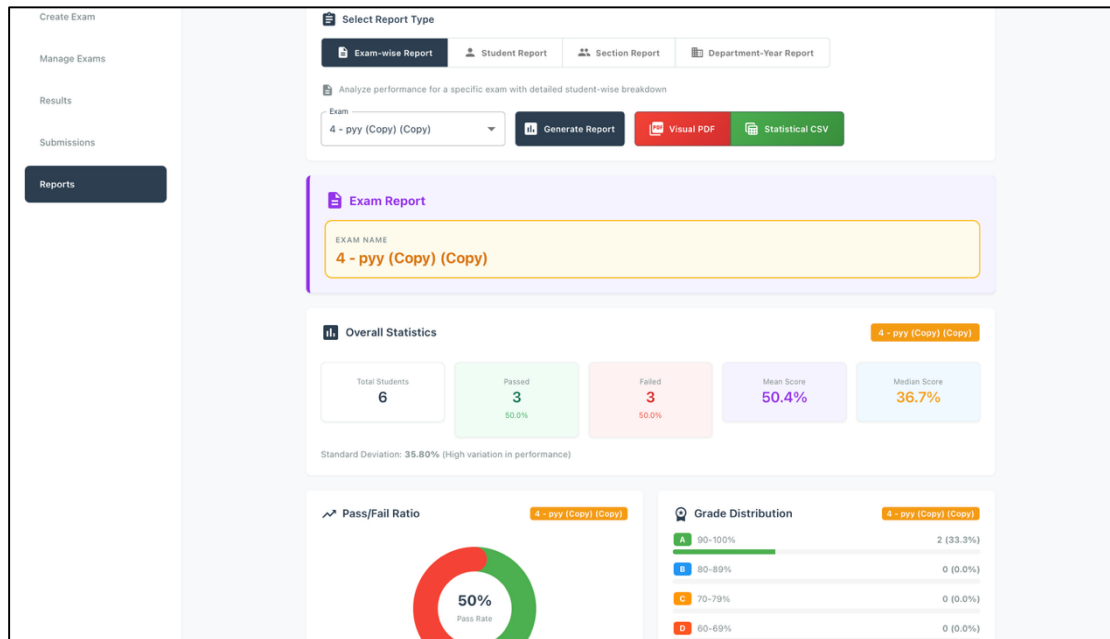 Create Exam
Manage Exams
Results
Submissions
Reports
Select Report Type
Exam-wise Report
Student Report
Section Report
Department-Year Report
Analyze performance for a specific exam with detailed student-wise breakdown
Exam
4 - pyy (Copy) (Copy)
Generate Report
PDF
Visual PDF
Statistical CSV
Exam Report
EXAM NAME
4 - pyy (Copy) (Copy)
Overall Statistics
4 - pyy (Copy) (Copy)
Total Students
6
Passed
3
50.0%
Failed
3
50.0%
Mean Score
50.4%
Median Score
36.7%
Standard Deviation: 35.80% (High variation in performance)
Pass/Fail Ratio
4 - pyy (Copy) (Copy)
50%
Pass Rate
Grade Distribution
4 - pyy (Copy) (Copy)
A 90-100% 2 (33.3%)
B 80-89% 0 (0.0%)
C 70-79% 0 (0.0%)
D 60-69% 0 (0.0%)